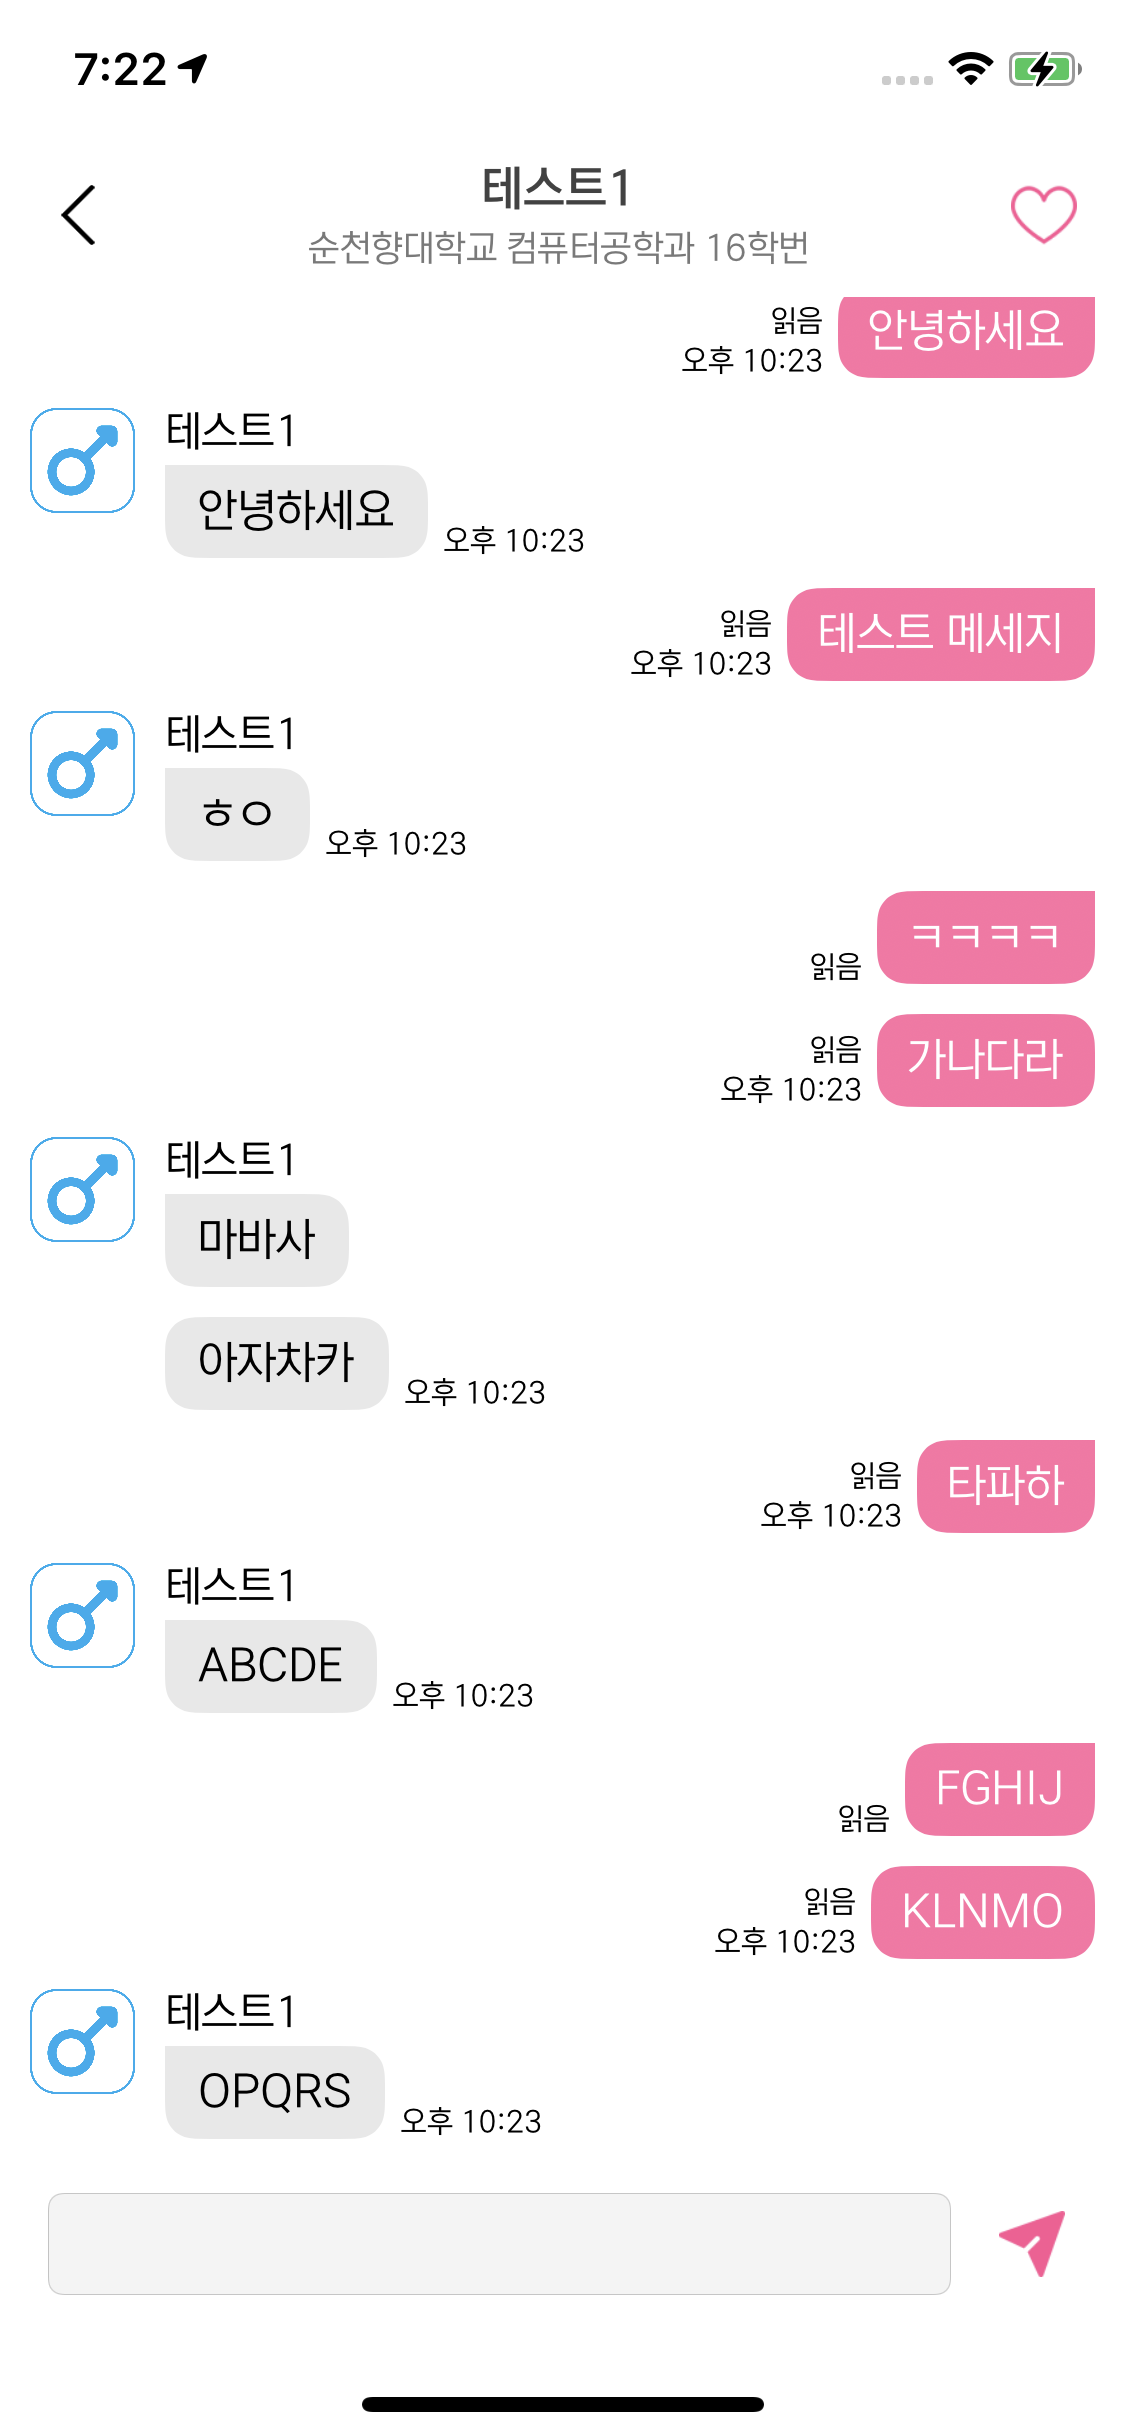 7:22
테스트1
순천향대학교 컴퓨터공학과 16학번
읽음
오후 10:23
안녕하세요
테스트1
안녕하세요
오후 10:23
읽음
오후 10:23
테스트 메세지
테스트1
ㅎㅇ
오후 10:23
ㅋㅋㅋㅋ
읽음
읽음
오후 10:23
가나다라
테스트1
마바사
아자차카
오후 10:23
읽음
오후 10:23
타파하
테스트1
ABCDE
오후 10:23
FGHIJ
읽음
읽음
오후 10:23
KLNMO
테스트1
OPQRS
오후 10:23